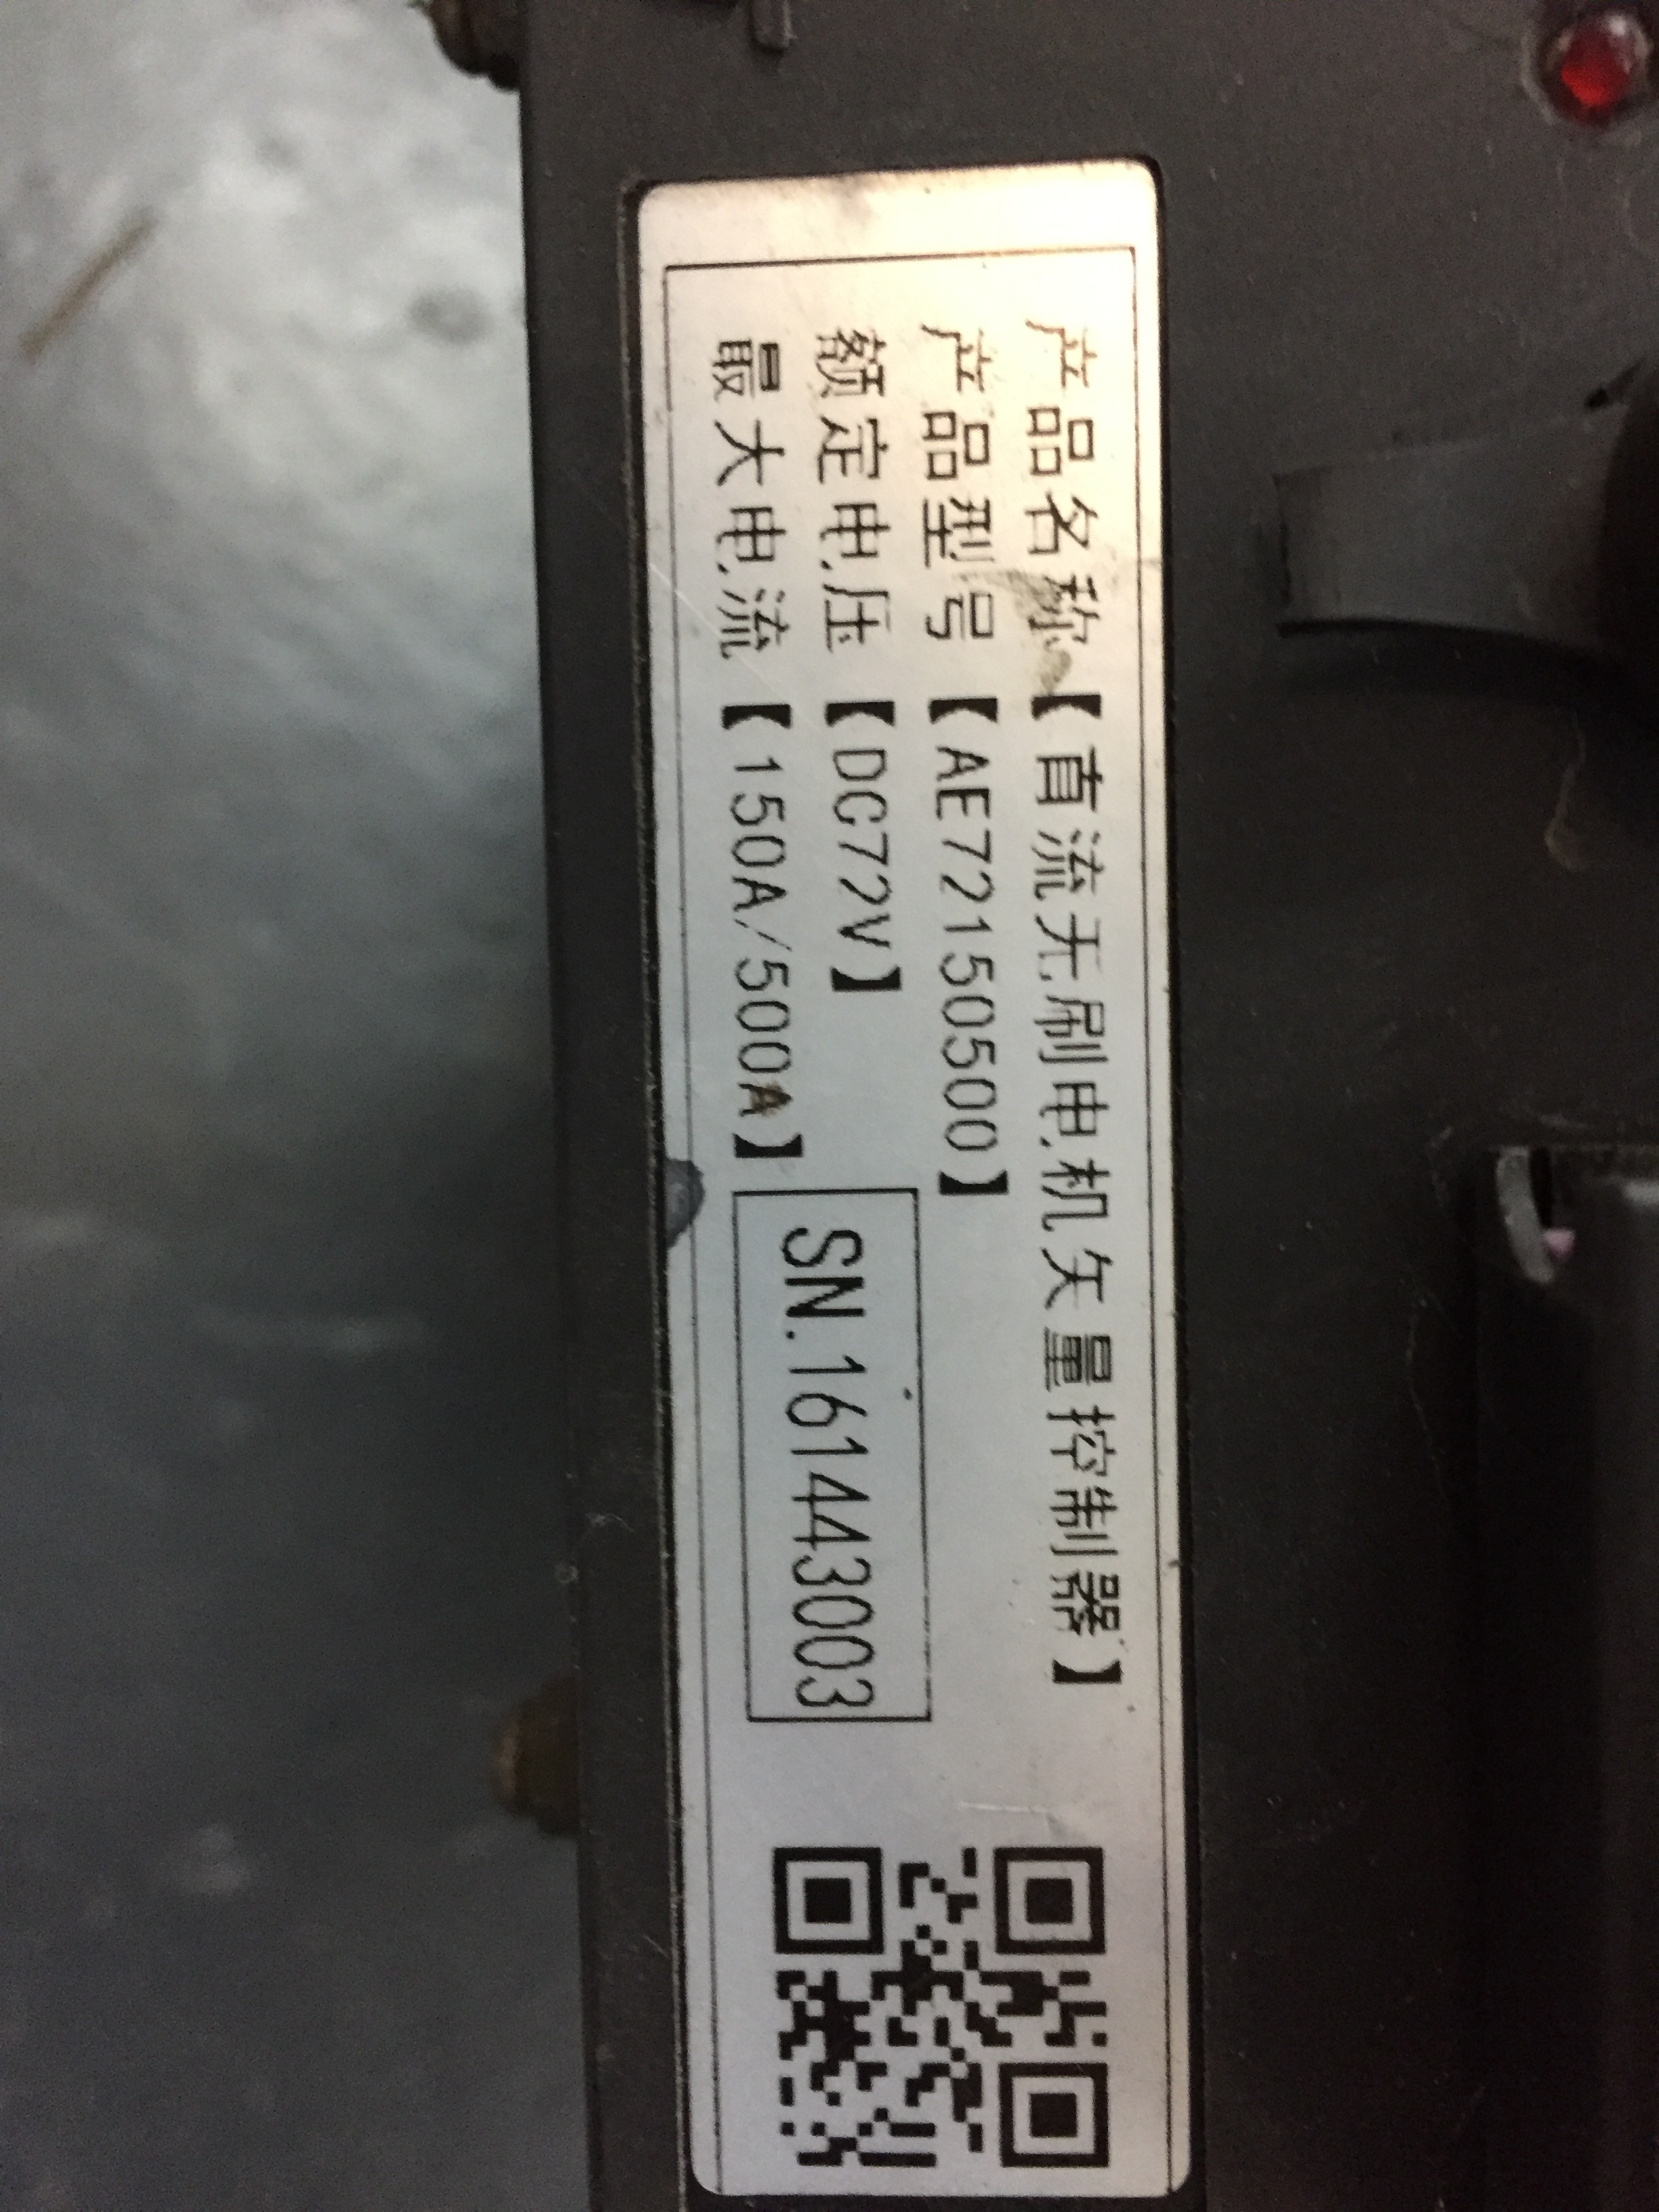 产品名称【直流无刷电机矢量控制器】
产品型号【AE72150500】
额定电压【DC72V】
最大电流【150A/500A】
SN.161443003